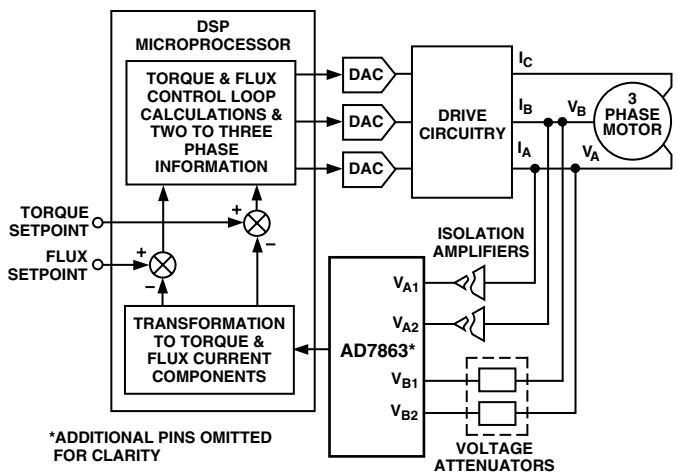 DSP
MICROPROCESSOR
TORQUE & FLUX
CONTROL LOOP
CALCULATIONS &
TWO TO THREE
PHASE
INFORMATION
DAC
DAC
DAC
DRIVE
CIRCUITRY
I_C
I_B
I_A
V_B
V_A
3
PHASE
MOTOR
TORQUE
SETPOINT
+
−
FLUX
SETPOINT
+
−
TRANSFORMATION
TO TORQUE &
FLUX CURRENT
COMPONENTS
ISOLATION
AMPLIFIERS
V_A1
V_A2
AD7863*
V_B1
V_B2
VOLTAGE
ATTENUATORS
*ADDITIONAL PINS OMITTED
FOR CLARITY